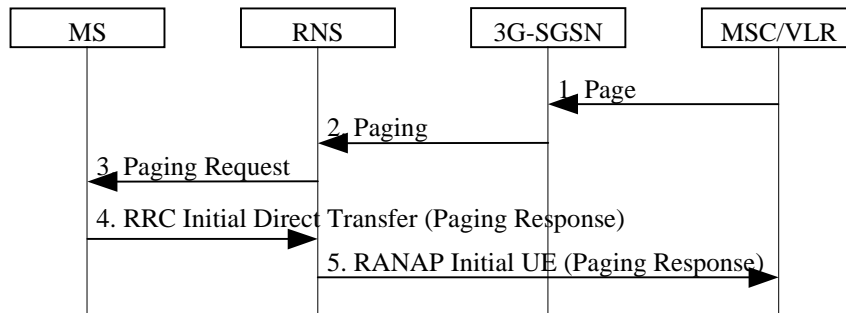 MS
RNS
3G-SGSN
MSC/VLR
1. Page
2. Paging
3. Paging Request
4. RRC Initial Direct Transfer (Paging Response)
5. RANAP Initial UE (Paging Response)